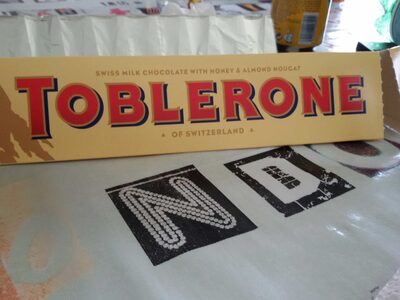 SWISS MILK CHOCOLATE WITH HONEY & ALMOND NOUGAT
TOBLERONE
OF SWITZERLAND
N D